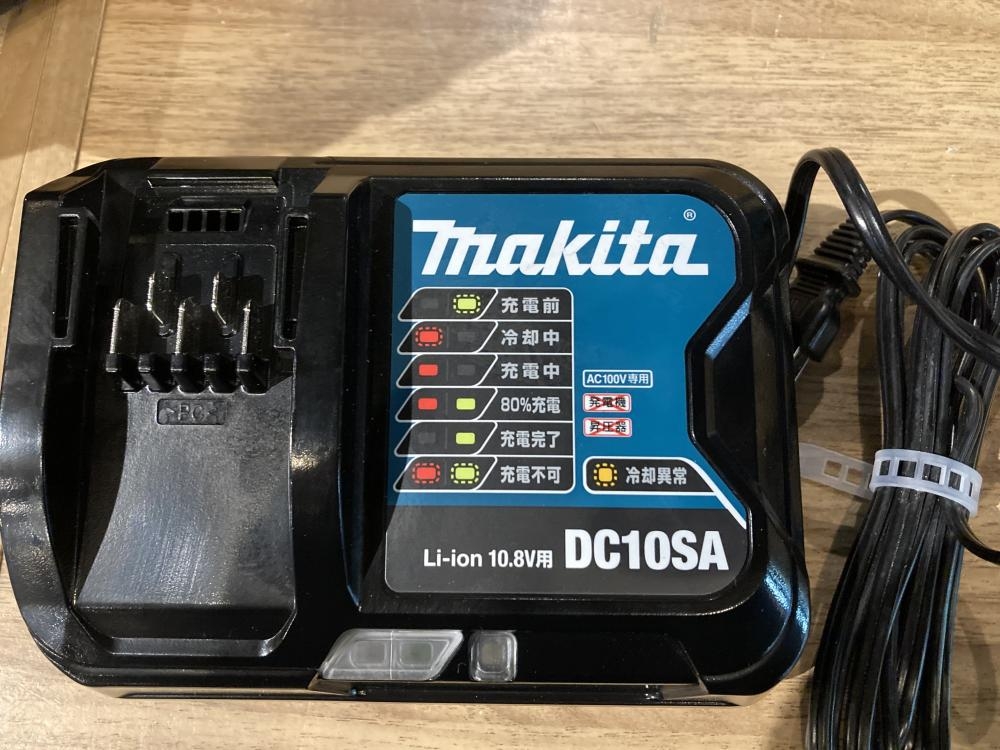 makita®
充電前
冷却中
充電中
80%充電
充電完了
充電不可
AC100V専用
発電機
昇圧器
冷却異常
Li-ion 10.8V用 DC10SA
>PC<